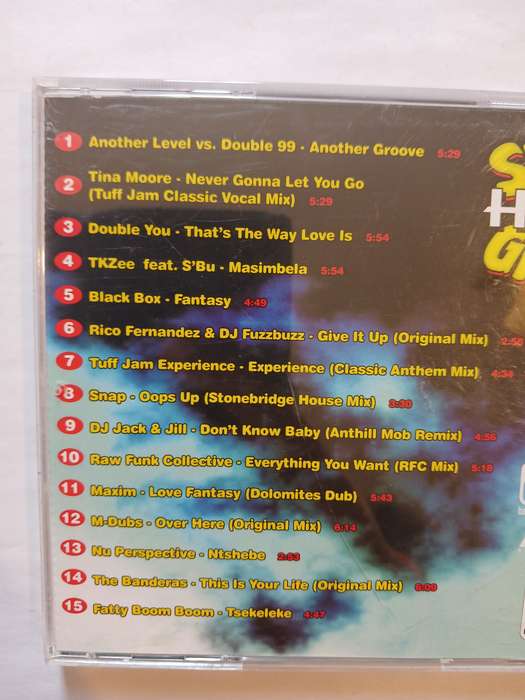 1 Another Level vs. Double 99 - Another Groove 5:29
2 Tina Moore - Never Gonna Let You Go
(Tuff Jam Classic Vocal Mix) 5:29
3 Double You - That's The Way Love Is 5:54
4 TKZee feat. S'Bu - Masimbela 5:54
5 Black Box - Fantasy 4:49
6 Rico Fernandez & DJ Fuzzbuzz - Give It Up (Original Mix)
7 Tuff Jam Experience - Experience (Classic Anthem Mix) 4:34
8 Snap - Oops Up (Stonebridge House Mix) 3:30
9 DJ Jack & Jill - Don't Know Baby (Anthill Mob Remix) 4:56
10 Raw Funk Collective - Everything You Want (RFC Mix) 5:18
11 Maxim - Love Fantasy (Dolomites Dub) 5:43
12 M-Dubs - Over Here (Original Mix) 6:14
13 Nu Perspective - Ntshebe 2:53
14 The Banderas - This Is Your Life (Original Mix) 6:09
15 Fatty Boom Boom - Tsekeleke 4:47